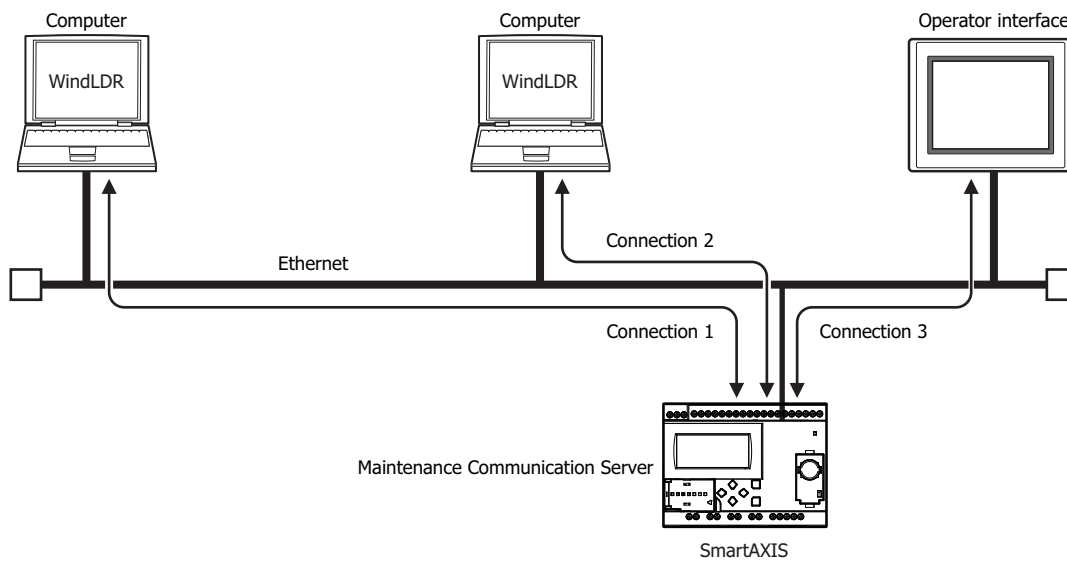 Computer
Computer
Operator interface
WindLDR
WindLDR
Connection 2
Ethernet
Connection 1
Connection 3
Maintenance Communication Server
SmartAXIS